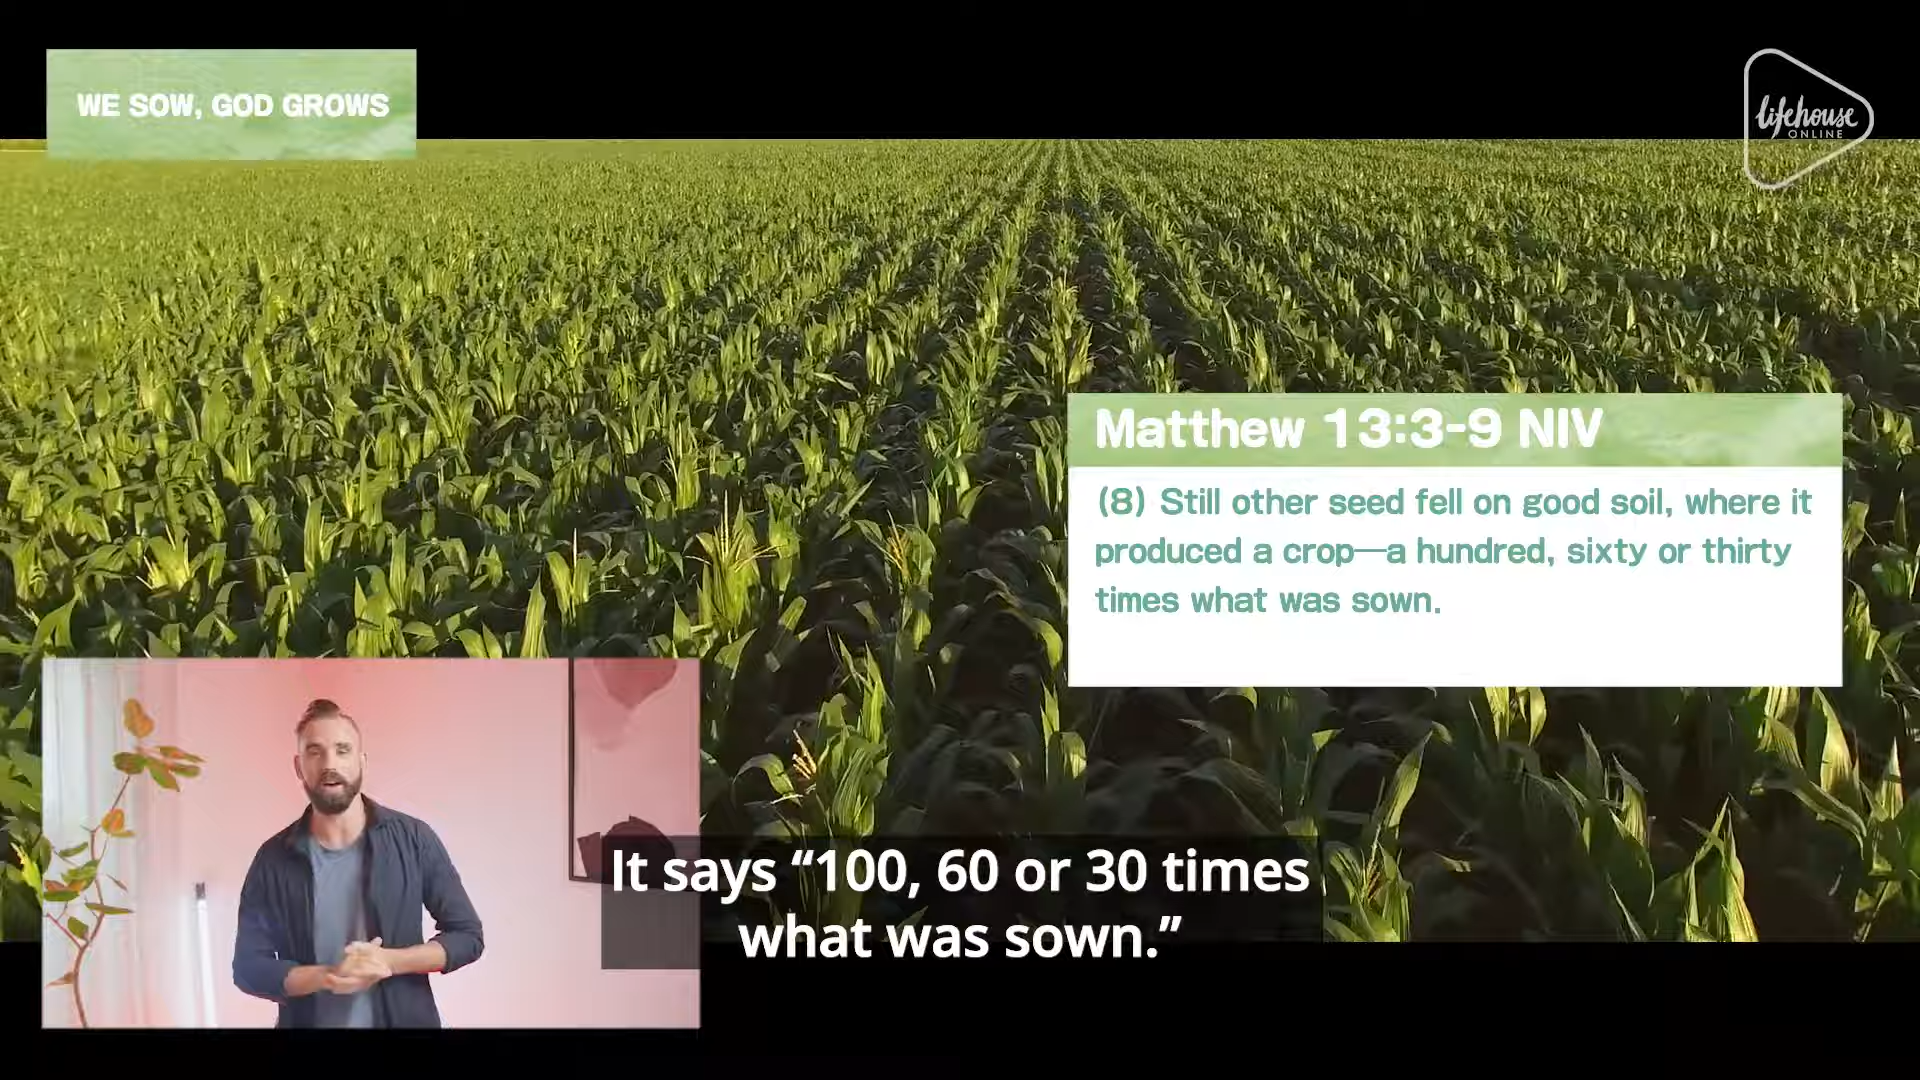 WE SOW, GOD GROWS
lifehouse
ONLINE
Matthew 13:3-9 NIV
(8) Still other seed fell on good soil, where it
produced a crop—a hundred, sixty or thirty
times what was sown.
It says “100, 60 or 30 times
what was sown.”